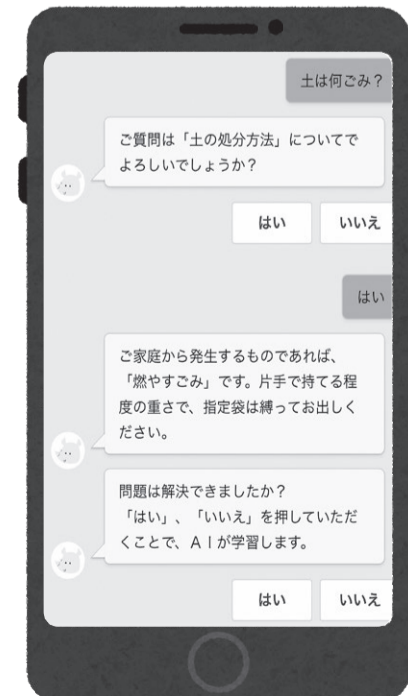 土は何ごみ？
ご質問は「土の処分方法」についてで
よろしいでしょうか？
はい
いいえ
はい
ご家庭から発生するものであれば、
「燃やすごみ」です。片手で持てる程
度の重さで、指定袋は縛ってお出しく
ださい。
問題は解決できましたか？
「はい」、「いいえ」を押していただ
くことで、ＡＩが学習します。
はい
いいえ